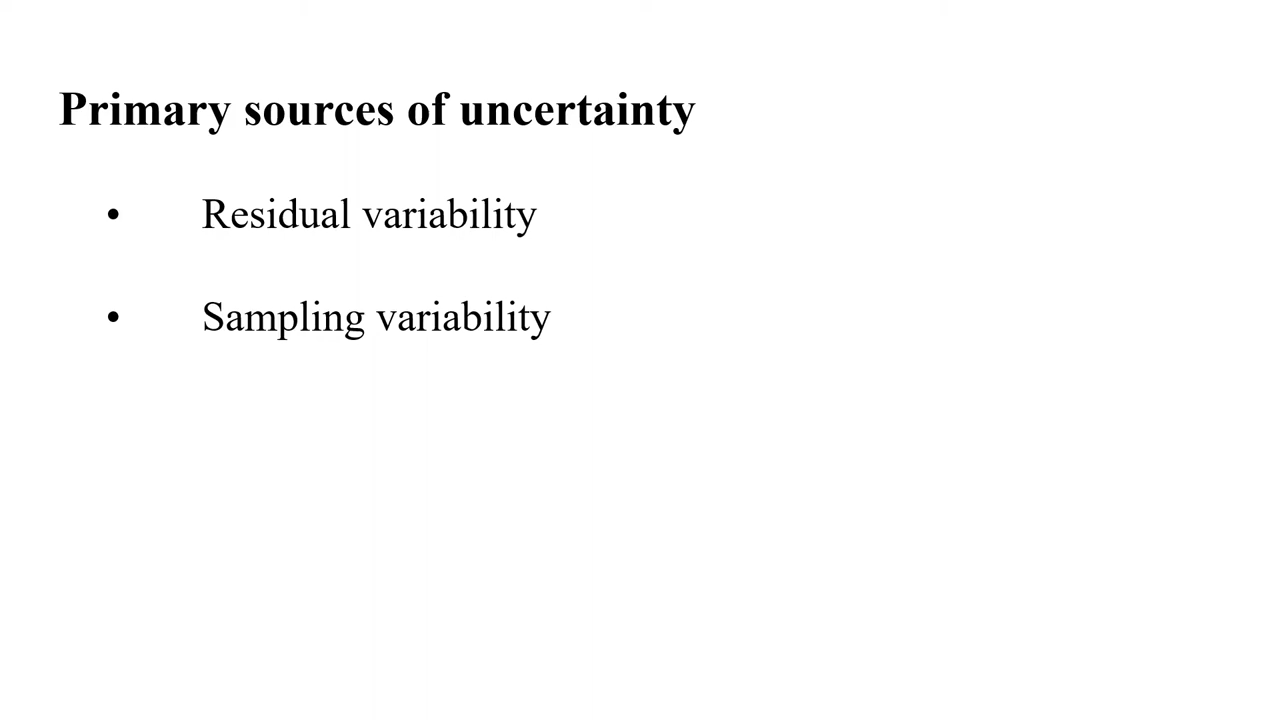 Primary sources of uncertainty
• Residual variability
• Sampling variability